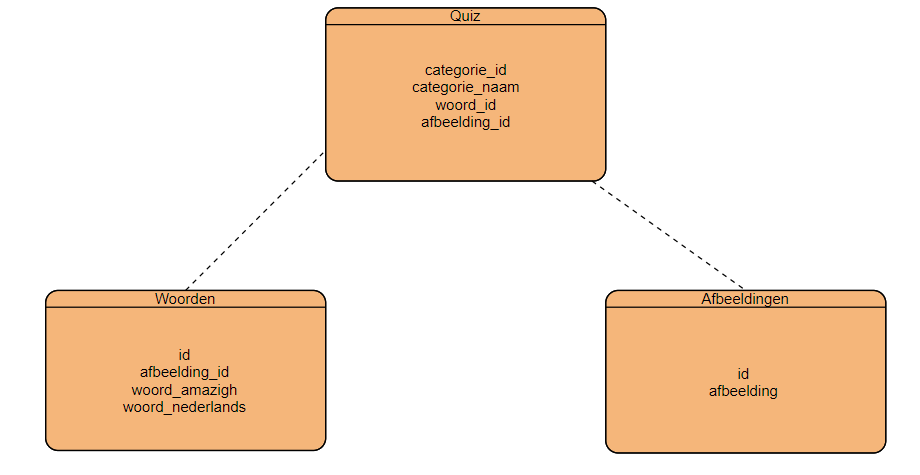 Quiz
categorie_id
categorie_naam
woord_id
afbeelding_id
Woorden
id
afbeelding_id
woord_amazigh
woord_nederlands
Afbeeldingen
id
afbeelding